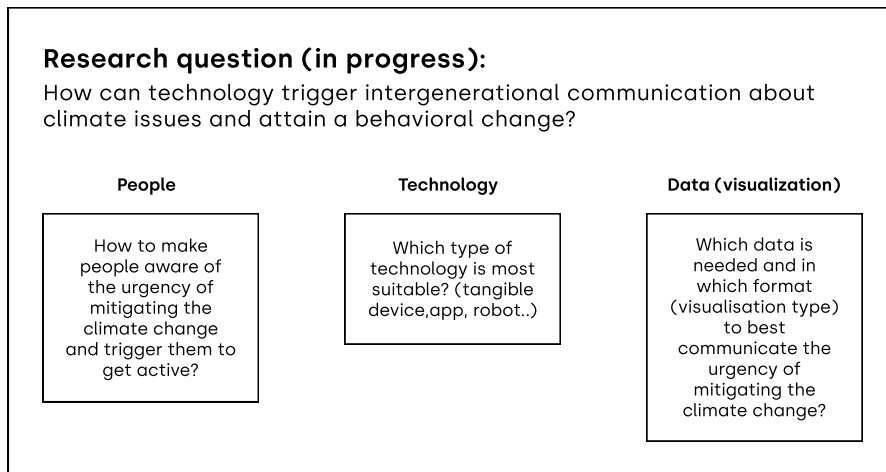 Research question (in progress):
How can technology trigger intergenerational communication about
climate issues and attain a behavioral change?
People
How to make
people aware of
the urgency of
mitigating the
climate change
and trigger them to
get active?
Technology
Which type of
technology is most
suitable? (tangible
device,app, robot..)
Data (visualization)
Which data is
needed and in
which format
(visualisation type)
to best
communicate the
urgency of
mitigating the
climate change?